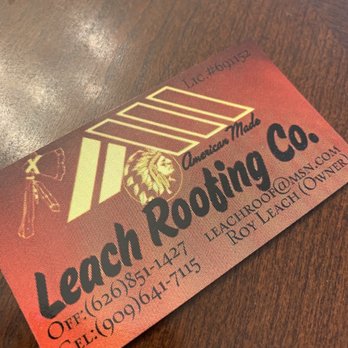 Lic.#691152
American Made
Leach Roofing Co.
Off:(626)851-1427
leachroof@msn.com
Cel:(909)641-7115
Roy Leach (Owner)